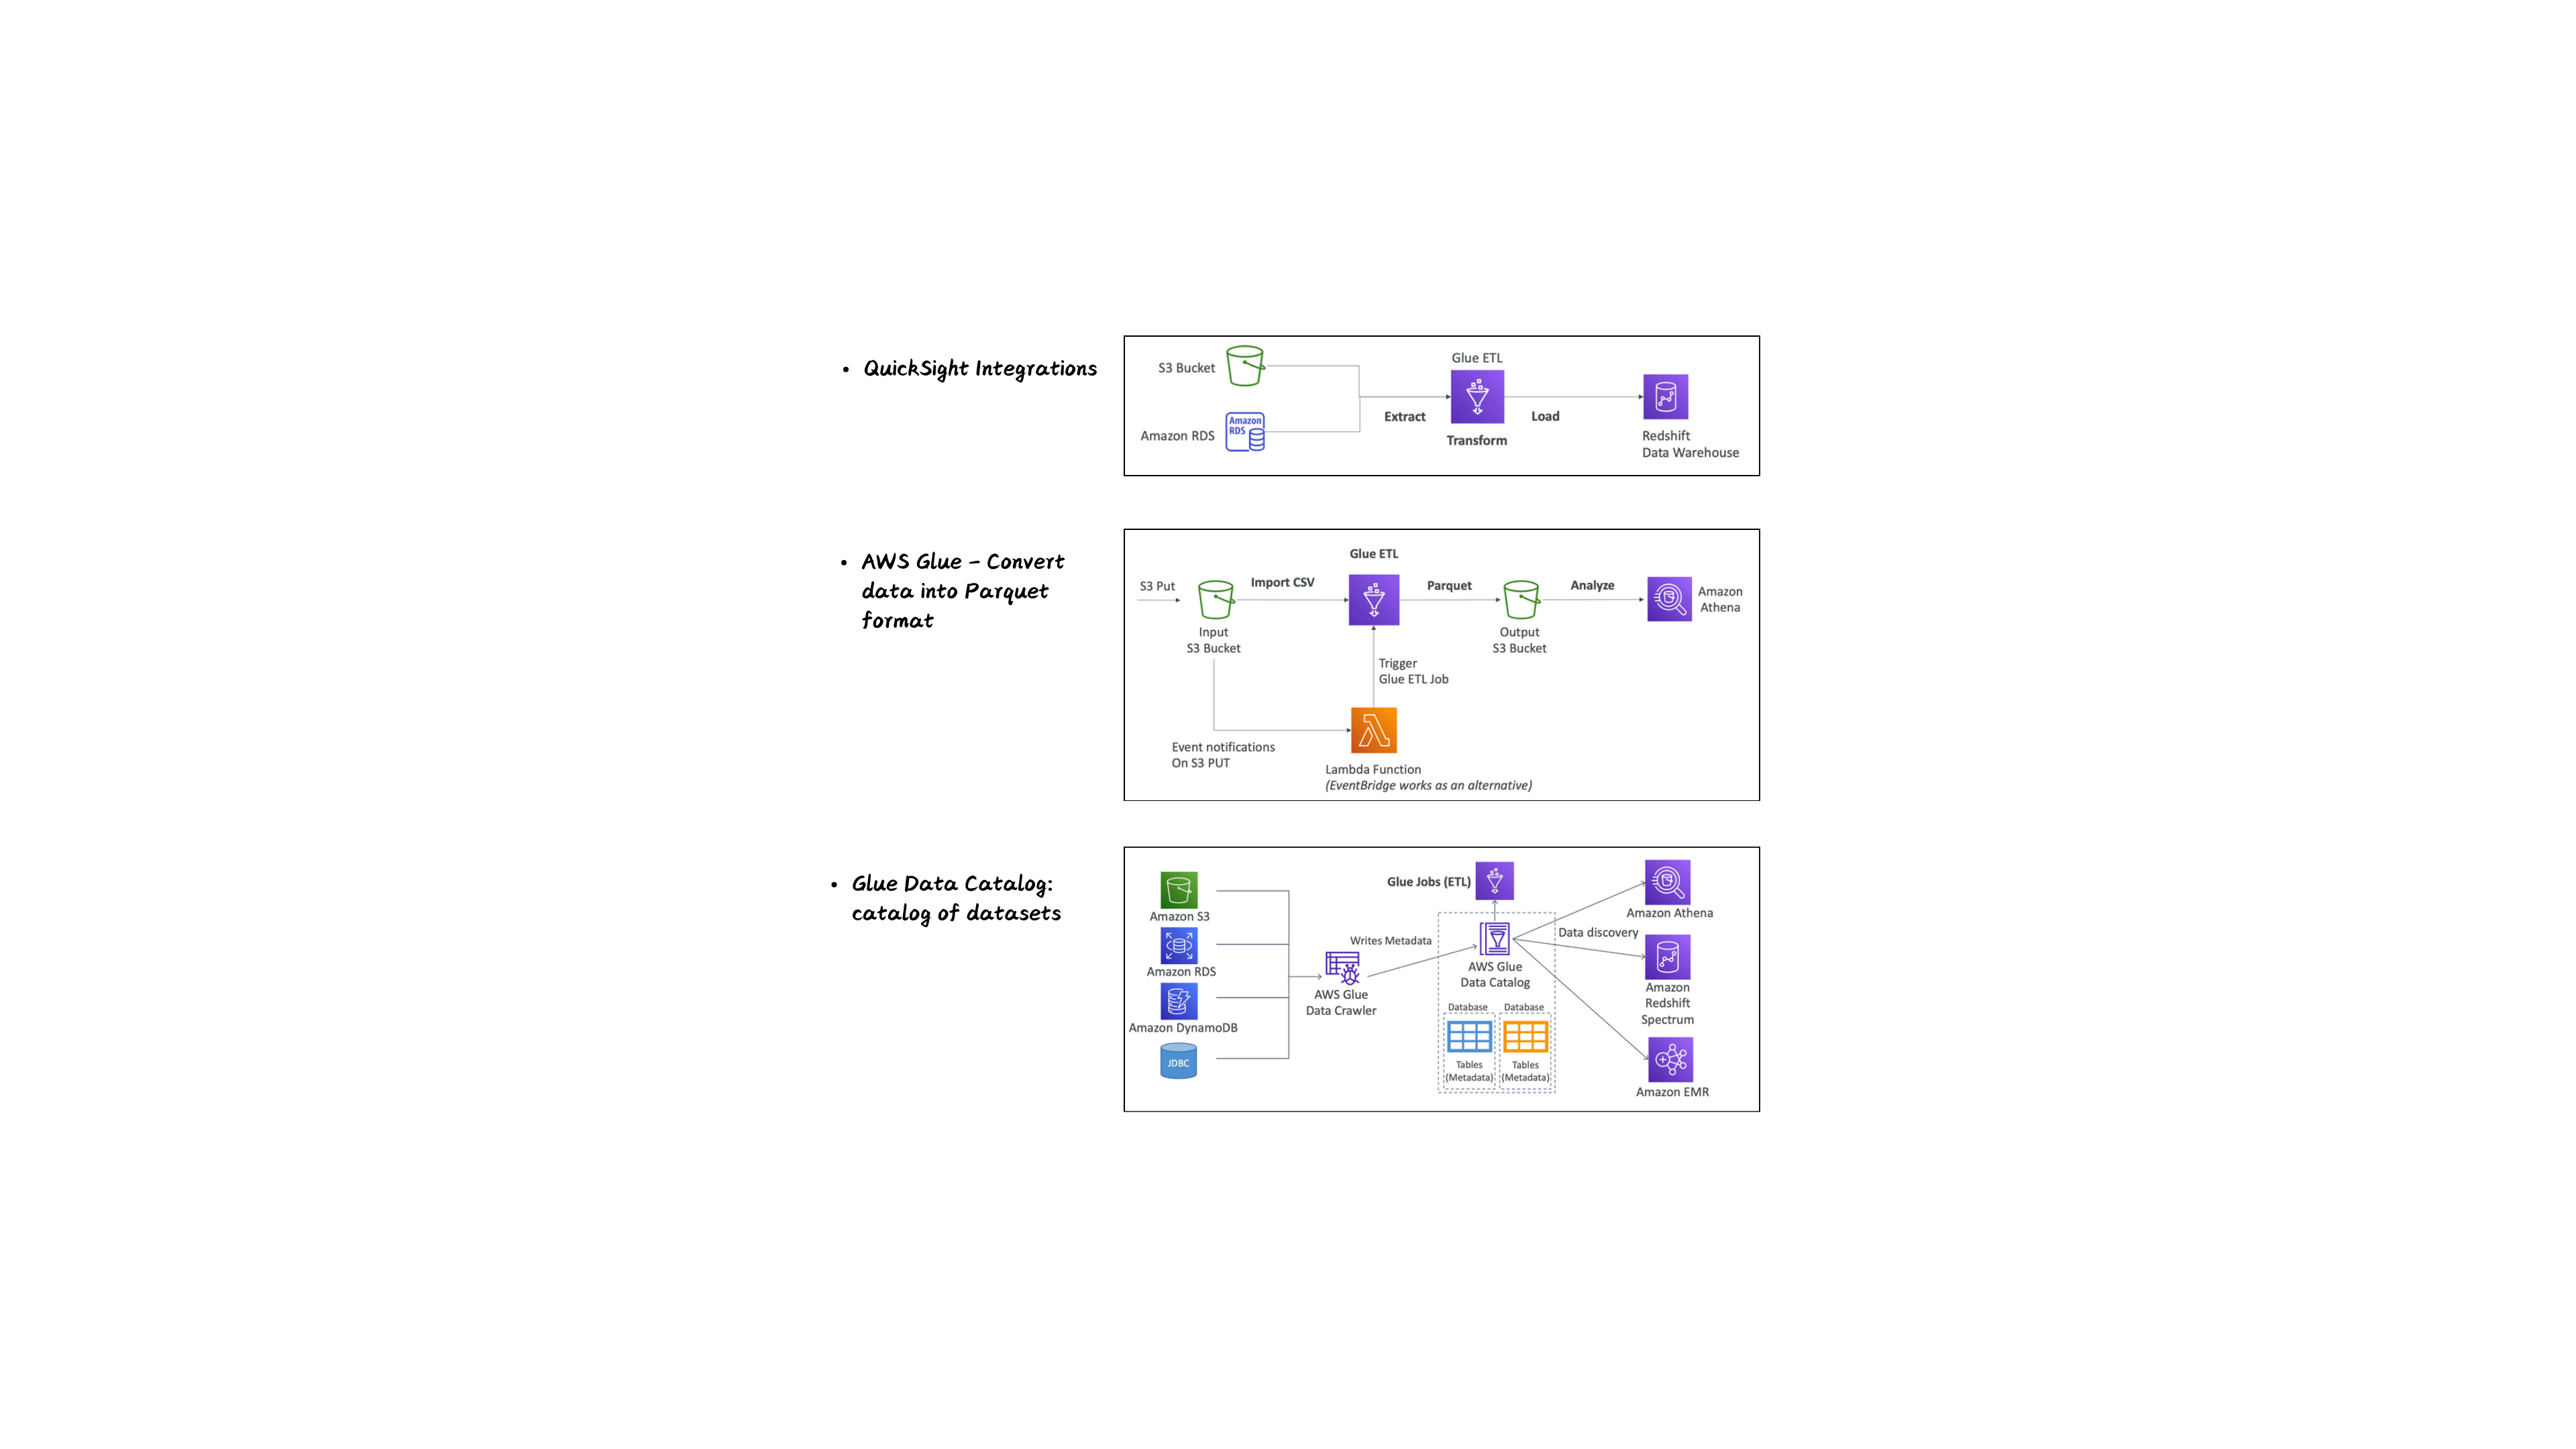 • QuickSight Integrations
S3 Bucket
Amazon RDS
Amazon
RDS
Extract
Glue ETL
Transform
Load
Redshift
Data Warehouse
• AWS Glue – Convert
data into Parquet
format
S3 Put
Input
S3 Bucket
Import CSV
Glue ETL
Parquet
Output
S3 Bucket
Analyze
Amazon
Athena
Trigger
Glue ETL Job
Event notifications
On S3 PUT
Lambda Function
(EventBridge works as an alternative)
• Glue Data Catalog:
catalog of datasets
Amazon S3
Amazon RDS
Amazon DynamoDB
JDBC
AWS Glue
Data Crawler
Writes Metadata
Glue Jobs (ETL)
AWS Glue
Data Catalog
Database
Tables
(Metadata)
Database
Tables
(Metadata)
Data discovery
Amazon Athena
Amazon
Redshift
Spectrum
Amazon EMR